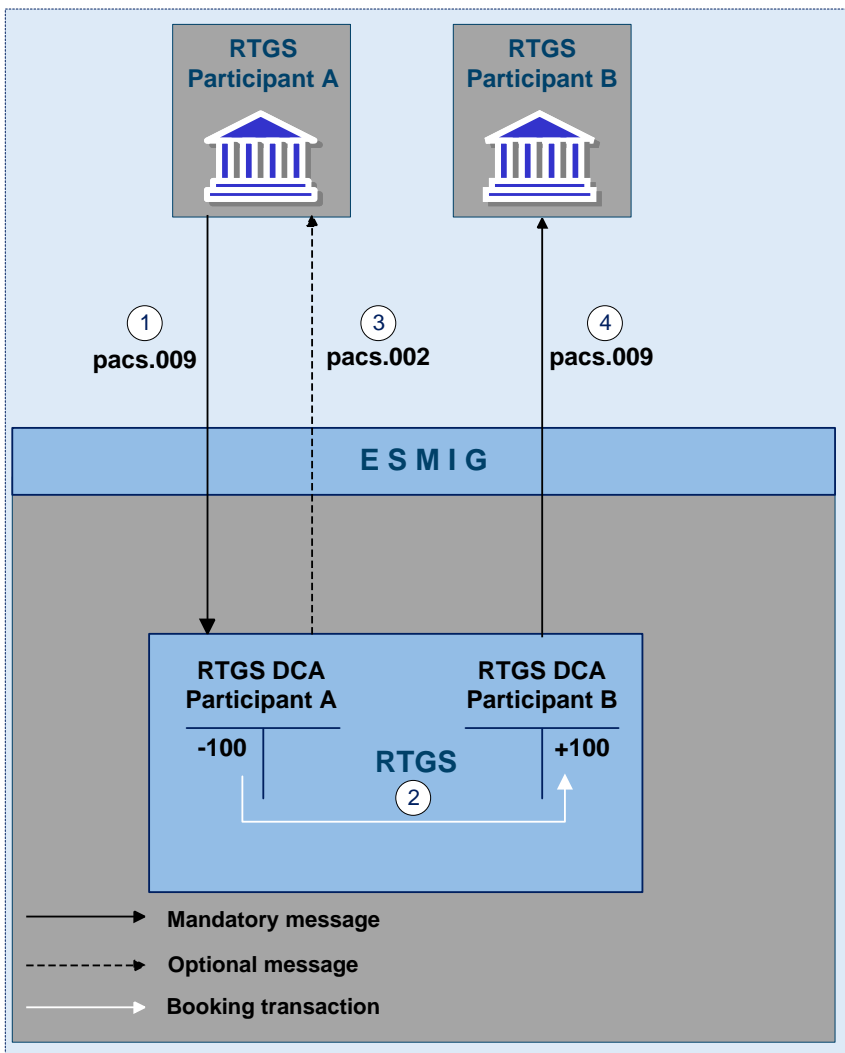 RTGS
Participant A
RTGS
Participant B
1
pacs.009
3
pacs.002
4
pacs.009
E S M I G
RTGS DCA
Participant A
RTGS DCA
Participant B
-100
+100
RTGS
2
Mandatory message
Optional message
Booking transaction